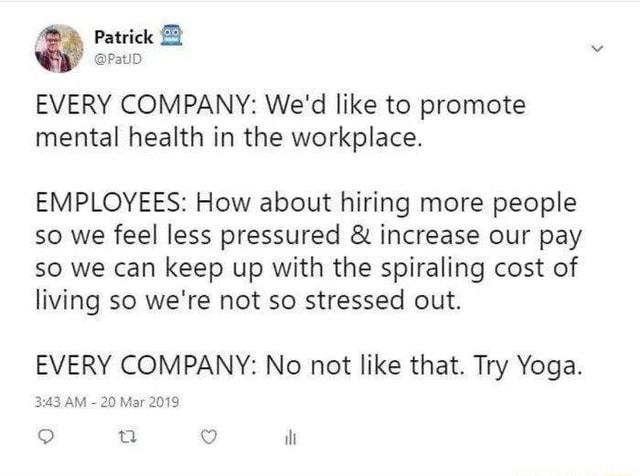 Patrick
@PatJD
EVERY COMPANY: We'd like to promote
mental health in the workplace.
EMPLOYEES: How about hiring more people
so we feel less pressured & increase our pay
so we can keep up with the spiraling cost of
living so we're not so stressed out.
EVERY COMPANY: No not like that. Try Yoga.
3:43 AM - 20 Mar 2019